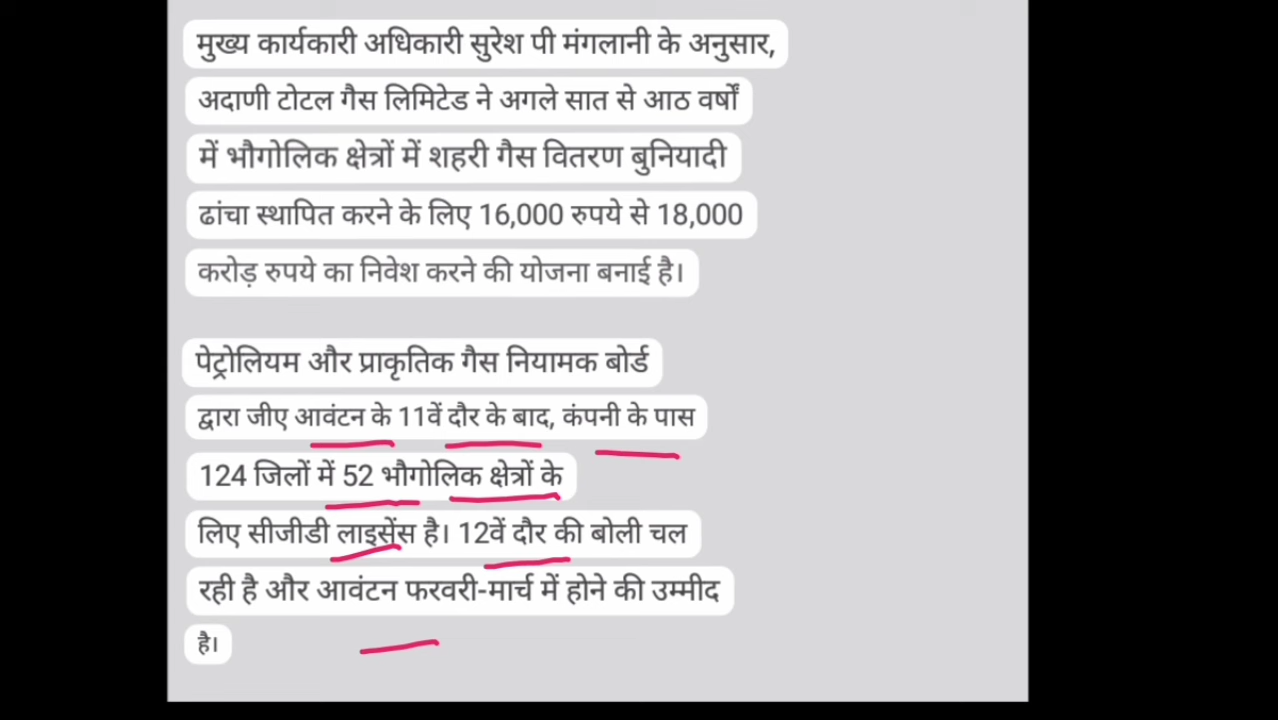 मुख्य कार्यकारी अधिकारी सुरेश पी मंगलानी के अनुसार,
अदाणी टोटल गैस लिमिटेड ने अगले सात से आठ वर्षों
में भौगोलिक क्षेत्रों में शहरी गैस वितरण बुनियादी
ढांचा स्थापित करने के लिए 16,000 रुपये से 18,000
करोड़ रुपये का निवेश करने की योजना बनाई है।
पेट्रोलियम और प्राकृतिक गैस नियामक बोर्ड
द्वारा जीए आवंटन के 11वें दौर के बाद, कंपनी के पास
124 जिलों में 52 भौगोलिक क्षेत्रों के
लिए सीजीडी लाइसेंस है। 12वें दौर की बोली चल
रही है और आवंटन फरवरी-मार्च में होने की उम्मीद
है।